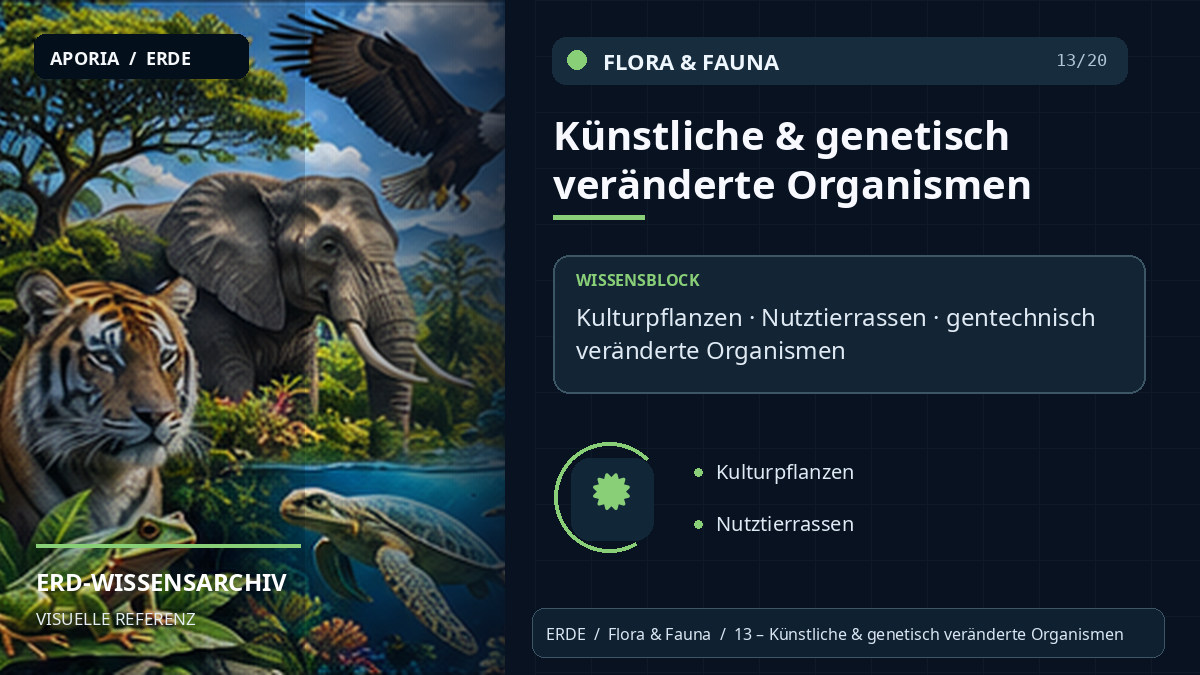 APORIA / ERDE
ERD-WISSENSARCHIV
VISUELLE REFERENZ
FLORA & FAUNA
13/20
Künstliche & genetisch
veränderte Organismen
WISSENSBLOCK
Kulturpflanzen · Nutztierrassen · gentechnisch
veränderte Organismen
Kulturpflanzen
Nutztierrassen
ERDE / Flora & Fauna / 13 – Künstliche & genetisch veränderte Organismen